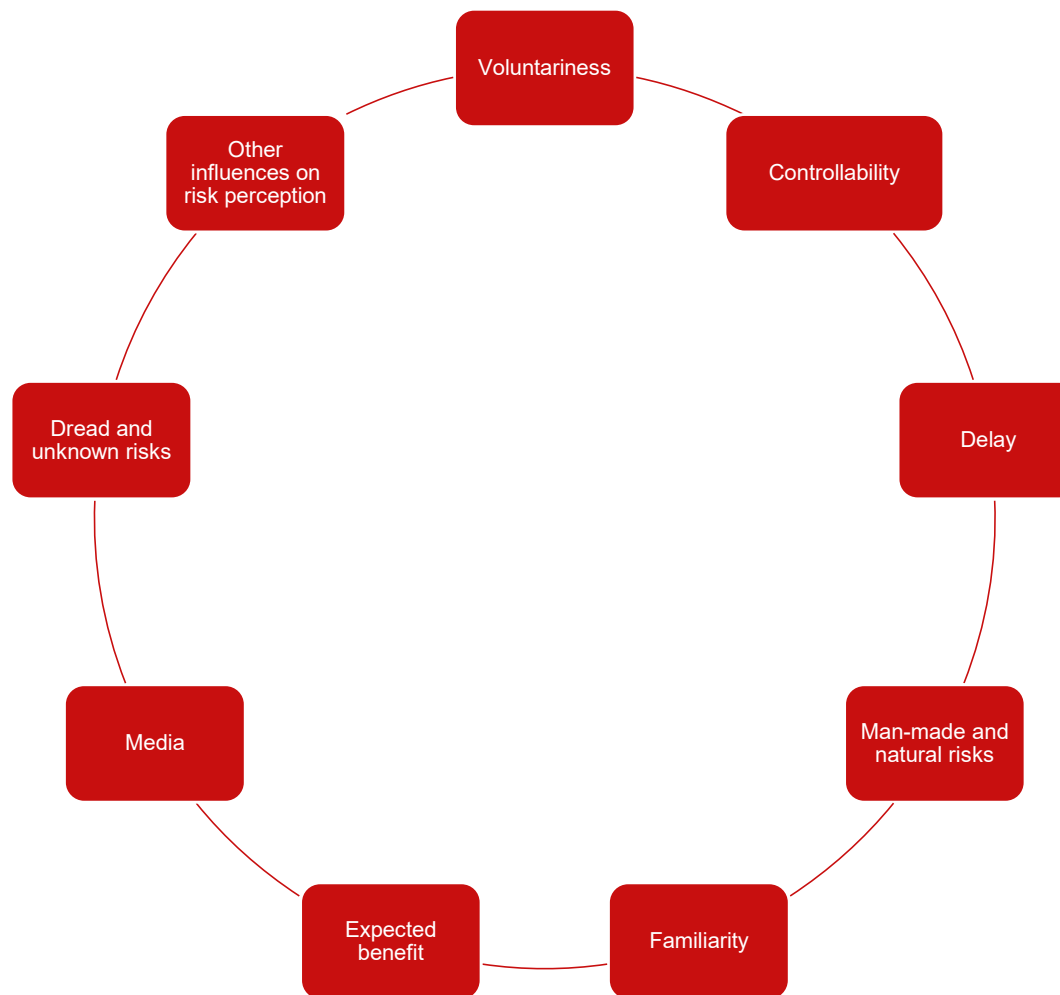 Voluntariness
Controllability
Delay
Man-made and
natural risks
Familiarity
Expected
benefit
Media
Dread and
unknown risks
Other
influences on
risk perception